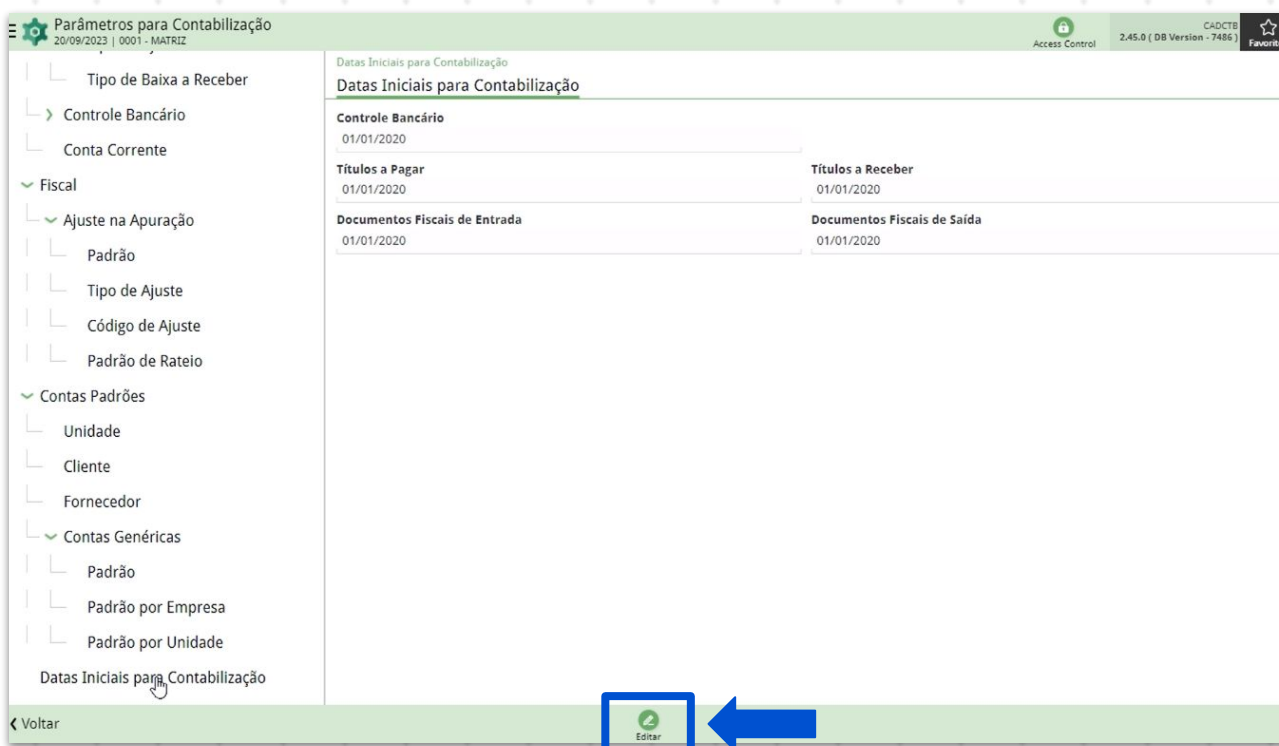 Parâmetros para Contabilização
20/09/2023 | 0001 - MATRIZ
Access Control
CADCTB
2.45.0 ( DB Version - 7486 )
Favorit
Tipo de Baixa a Receber
Controle Bancário
Conta Corrente
Fiscal
Ajuste na Apuração
Padrão
Tipo de Ajuste
Código de Ajuste
Padrão de Rateio
Contas Padrões
Unidade
Cliente
Fornecedor
Contas Genéricas
Padrão
Padrão por Empresa
Padrão por Unidade
Datas Iniciais para Contabilização
Datas Iniciais para Contabilização
Datas Iniciais para Contabilização
Controle Bancário
01/01/2020
Títulos a Pagar
01/01/2020
Títulos a Receber
01/01/2020
Documentos Fiscais de Entrada
01/01/2020
Documentos Fiscais de Saída
01/01/2020
Voltar
Editar